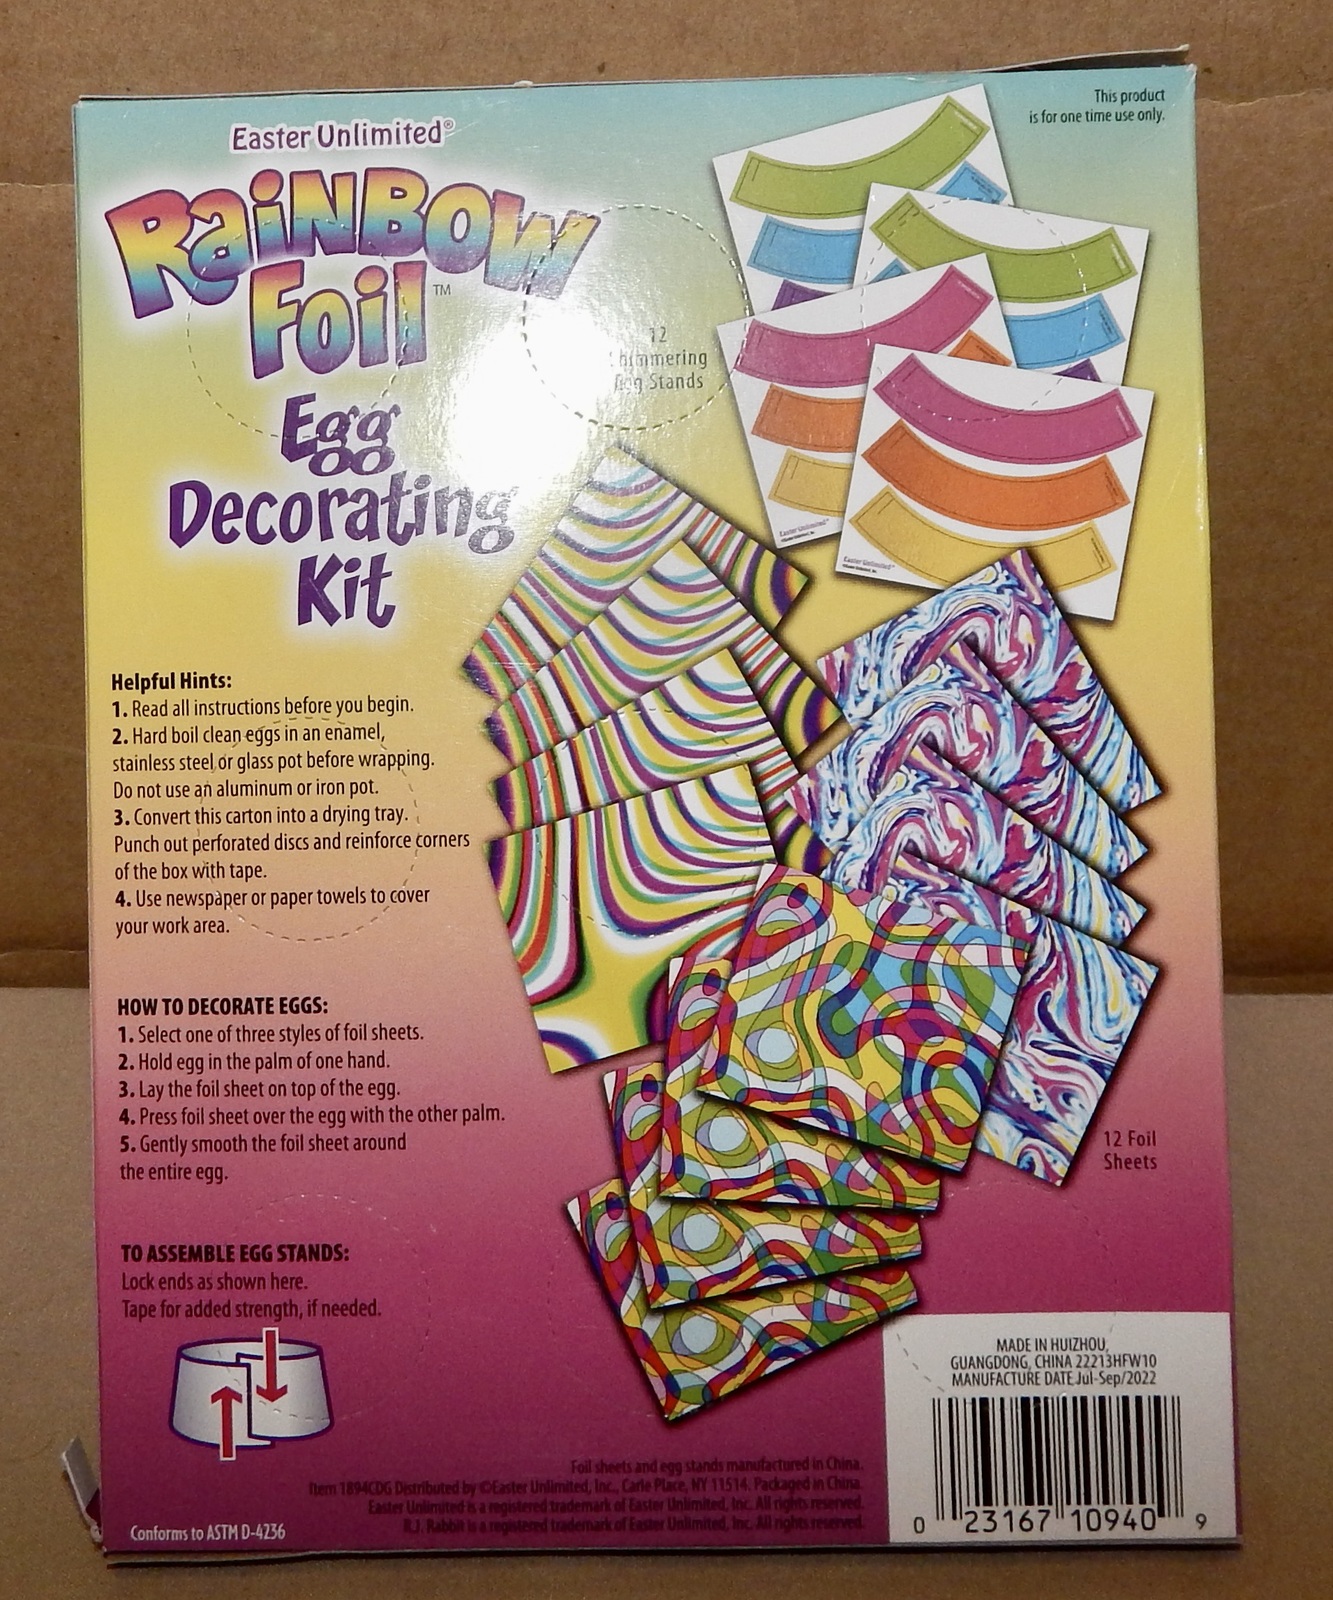 This product
is for one time use only.
Easter Unlimited®
RAINBOW
Foil™
Egg
Decorating
Kit
12
Shimmering
Egg Stands
Easter Unlimited™
Easter Unlimited™
Helpful Hints:
1. Read all instructions before you begin.
2. Hard boil clean eggs in an enamel,
stainless steel or glass pot before wrapping.
Do not use an aluminum or iron pot.
3. Convert this carton into a drying tray.
Punch out perforated discs and reinforce corners
of the box with tape.
4. Use newspaper or paper towels to cover
your work area.
HOW TO DECORATE EGGS:
1. Select one of three styles of foil sheets.
2. Hold egg in the palm of one hand.
3. Lay the foil sheet on top of the egg.
4. Press foil sheet over the egg with the other palm.
5. Gently smooth the foil sheet around
the entire egg.
12 Foil
Sheets
TO ASSEMBLE EGG STANDS:
Lock ends as shown here.
Tape for added strength, if needed.
MADE IN HUIZHOU,
GUANGDONG, CHINA 22213HFW10
MANUFACTURE DATE Jul-Sep/2022
0 23167 10940 9
Foil sheets and egg stands manufactured in China.
Item 1894CDG Distributed by ©Easter Unlimited, Inc., Carle Place, NY 11514. Packaged in China.
Easter Unlimited is a registered trademark of Easter Unlimited, Inc. All rights reserved.
R.J. Rabbit is a registered trademark of Easter Unlimited, Inc. All rights reserved.
Conforms to ASTM D-4236